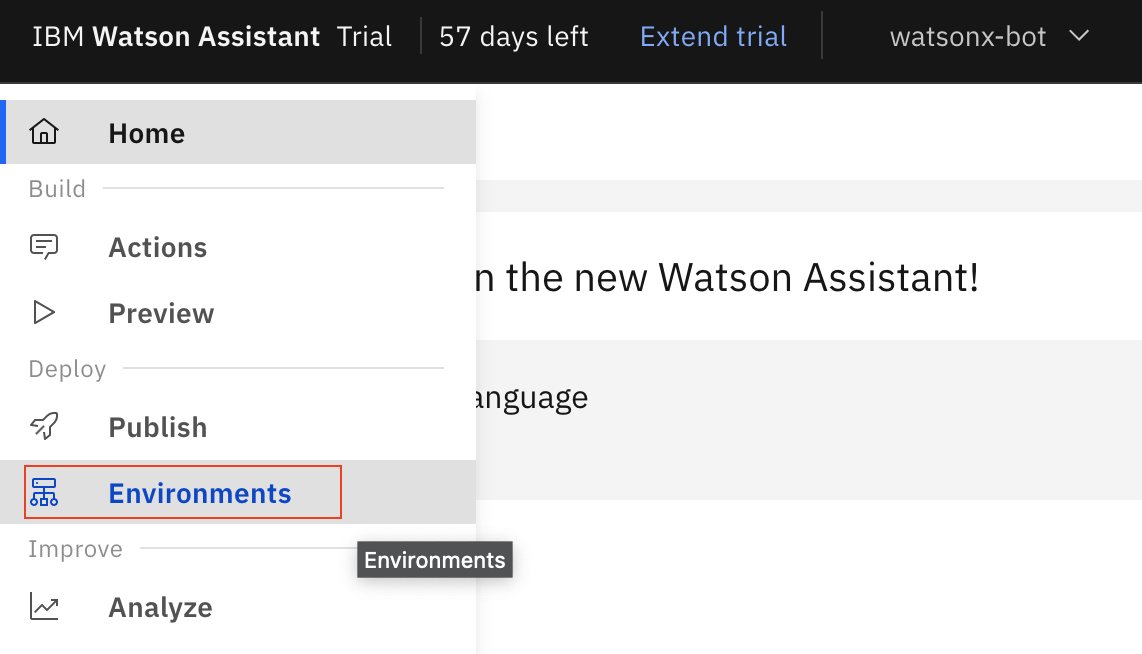 IBM Watson Assistant Trial 57 days left Extend trial watsonx-bot
Home
Build
Actions
Preview
Deploy
Publish
Environments
Improve
Environments
Analyze
n the new Watson Assistant!
anguage